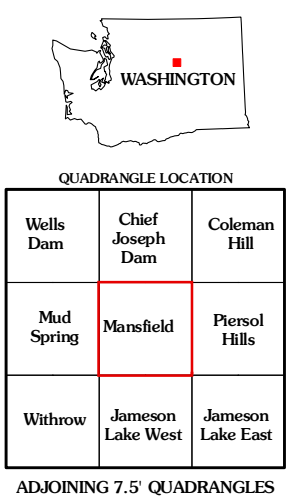 WASHINGTON
QUADRANGLE LOCATION
Wells
Dam
Chief
Joseph
Dam
Coleman
Hill
Mud
Spring
Mansfield
Piersol
Hills
Withrow
Jameson
Lake West
Jameson
Lake East
ADJOINING 7.5' QUADRANGLES